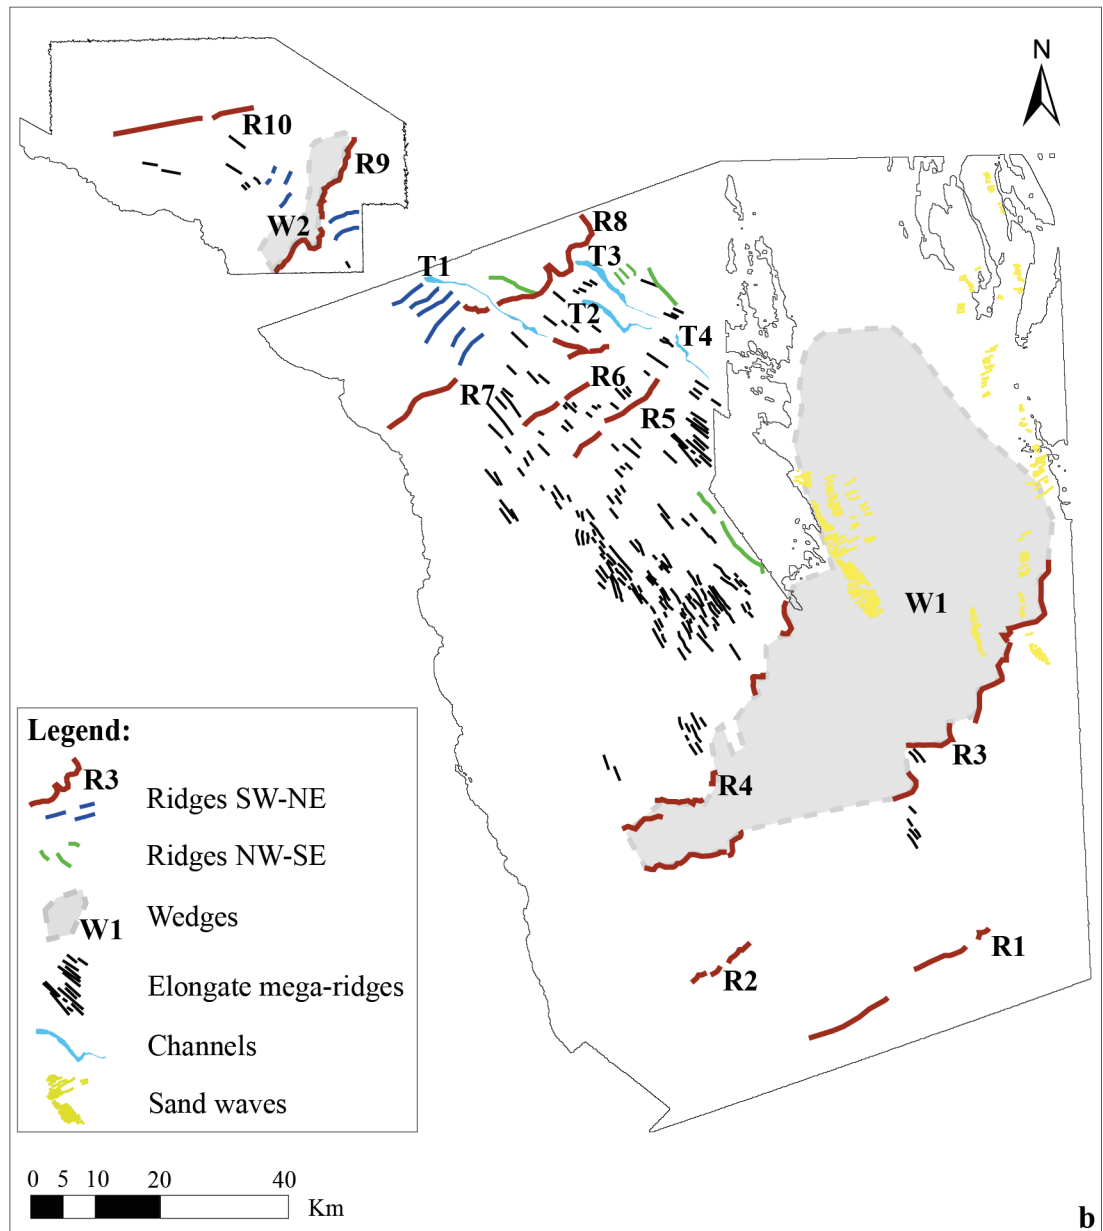 N
R10
R9
W2
R8
T3
T1
T2
T4
R7
R6
R5
W1
R3
R4
R1
R2
Legend:
R3
Ridges SW-NE
Ridges NW-SE
W1
Wedges
Elongate mega-ridges
Channels
Sand waves
0 5 10 20 40
Km
b